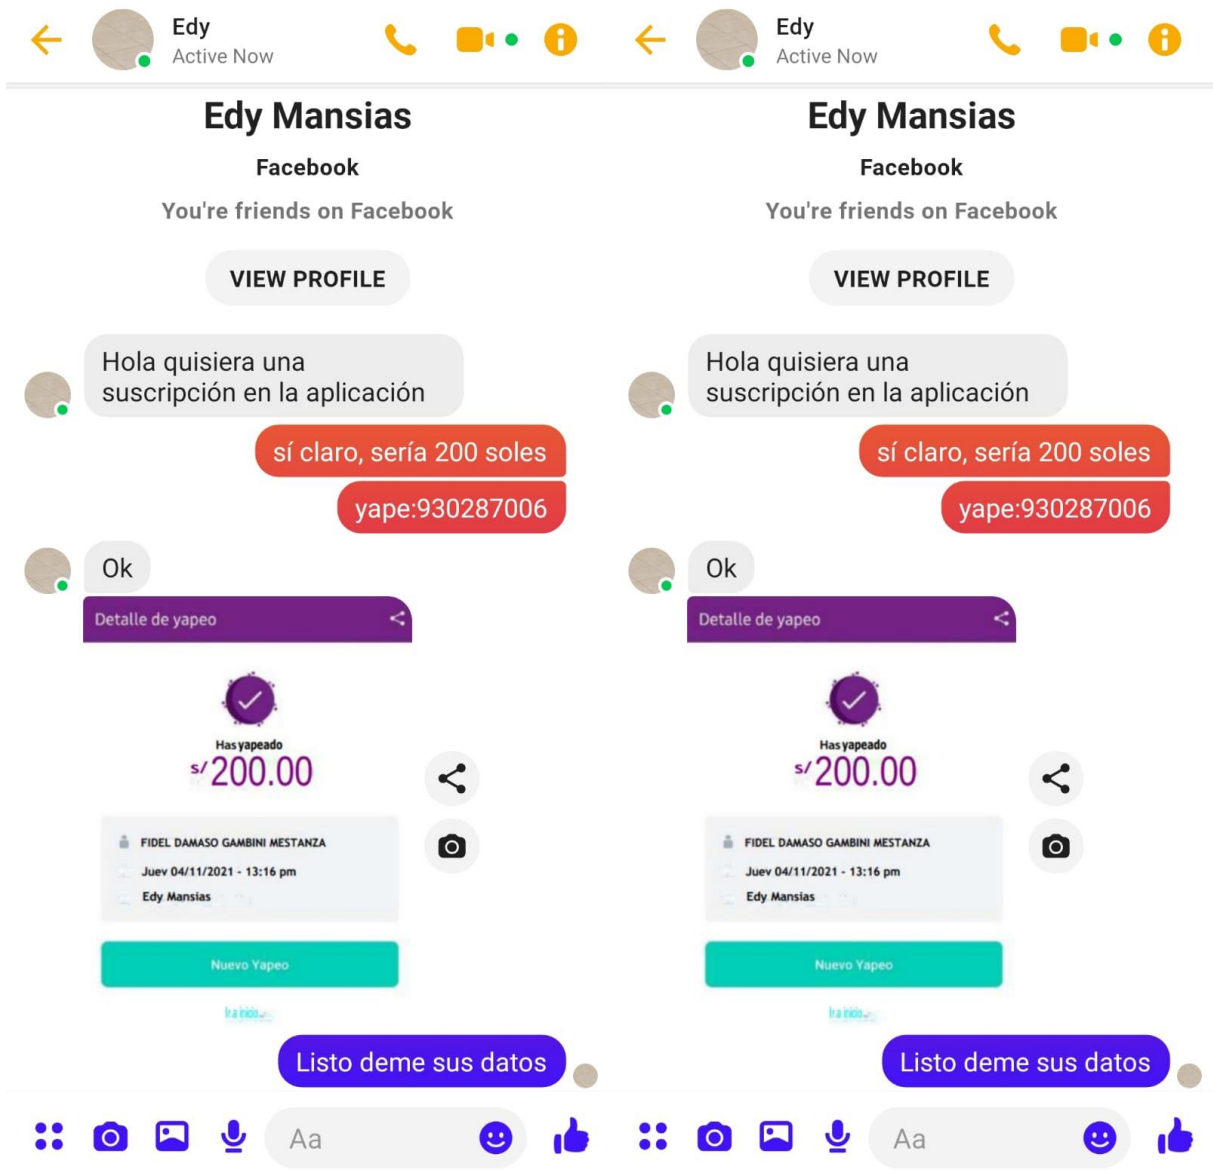 Edy
Active Now
Edy Mansias
Facebook
You're friends on Facebook
VIEW PROFILE
Hola quisiera una
suscripción en la aplicación
sí claro, sería 200 soles
yape:930287006
Ok
Detalle de yapeo
Has yapeado
s/200.00
FIDEL DAMASO GAMBINI MESTANZA
Juev 04/11/2021 - 13:16 pm
Edy Mansias
Nuevo Yapeo
Ir a inicio
Listo deme sus datos
Aa
Edy
Active Now
Edy Mansias
Facebook
You're friends on Facebook
VIEW PROFILE
Hola quisiera una
suscripción en la aplicación
sí claro, sería 200 soles
yape:930287006
Ok
Detalle de yapeo
Has yapeado
s/200.00
FIDEL DAMASO GAMBINI MESTANZA
Juev 04/11/2021 - 13:16 pm
Edy Mansias
Nuevo Yapeo
Ir a inicio
Listo deme sus datos
Aa